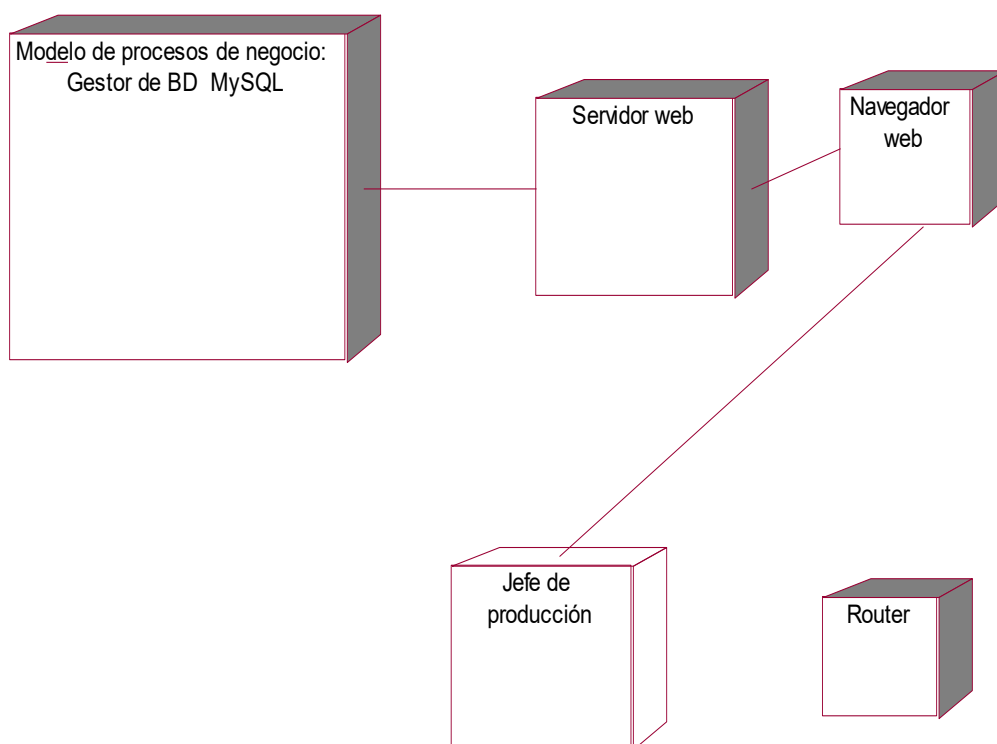 Modelo de procesos de negocio:
Gestor de BD MySQL
Servidor web
Navegador
web
Jefe de
producción
Router